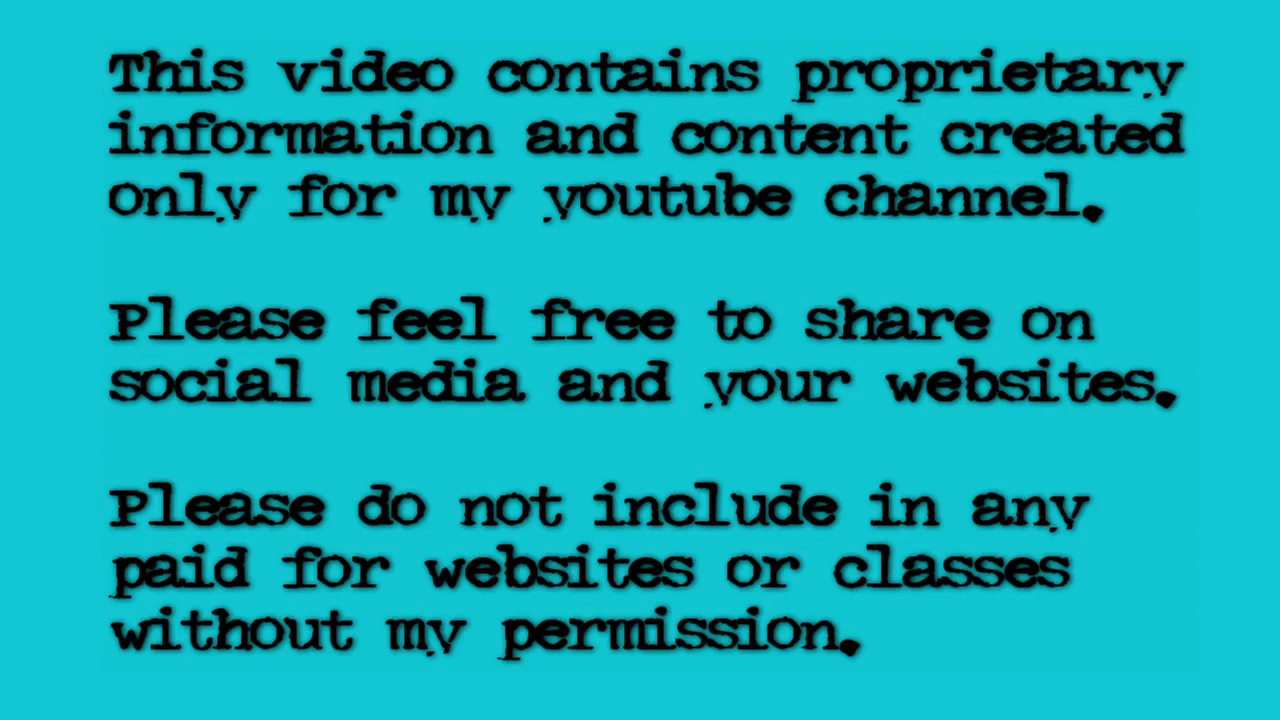 This video contains proprietary
information and content created
only for my youtube channel.
Please feel free to share on
social media and your websites.
Please do not include in any
paid for websites or classes
without my permission.